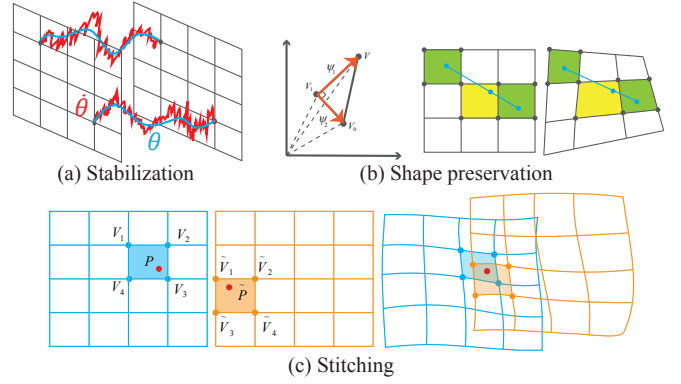 θ̇
θ
(a) Stabilization
ψ₁
V
V₁
ψ₂
V₀
(b) Shape preservation
V₁ V₂
P
V₄ V₃
Ṽ₁ Ṽ₂
P̃
Ṽ₃ Ṽ₄
(c) Stitching